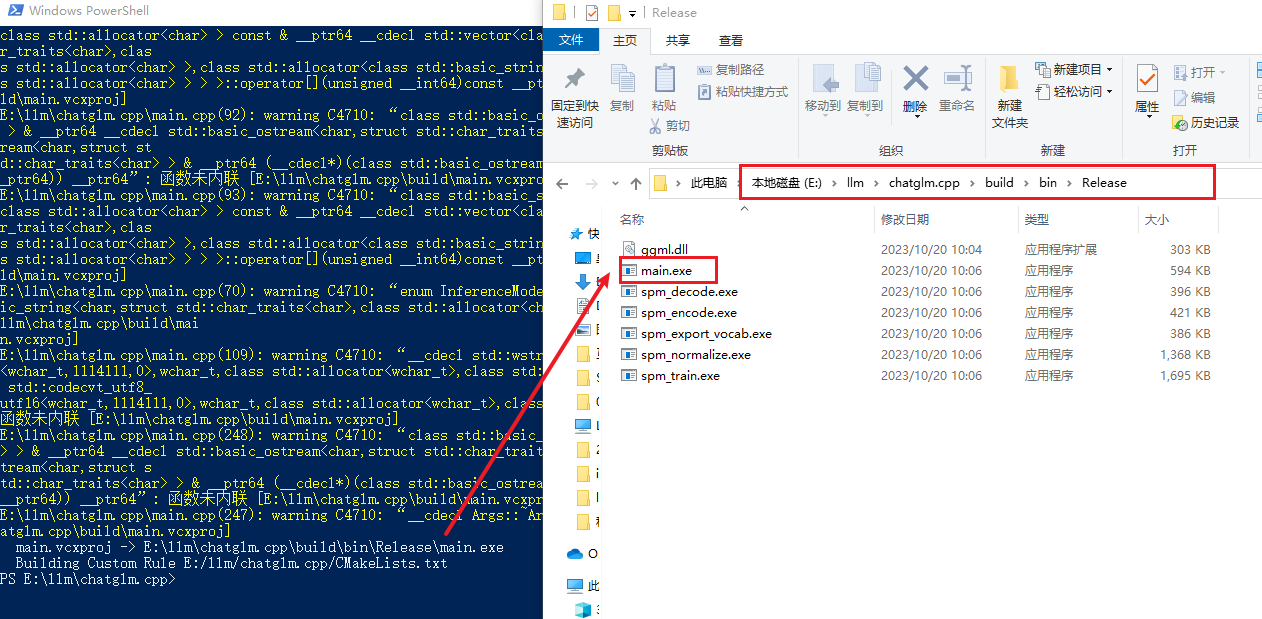 Windows PowerShell
class std::allocator<char> > const & __ptr64 __cdecl std::vector<cla
r_traits<char>,clas
s std::allocator<char> >,class std::allocator<class std::basic_strin
s std::allocator<char> > > >::operator[](unsigned __int64)const __pt
ld\main.vcxproj]
E:\llm\chatglm.cpp\main.cpp(92): warning C4710: “class std::basic_o
 > & __ptr64 __cdecl std::basic_ostream<char,struct std::char_traits
ream<char,struct st
d::char_traits<char> > & __ptr64 (__cdecl*)(class std::basic_ostream
_ptr64)) __ptr64”: 函数未内联 [E:\llm\chatglm.cpp\build\main.vcxpro
E:\llm\chatglm.cpp\main.cpp(93): warning C4710: “class std::basic_s
class std::allocator<char> > const & __ptr64 __cdecl std::vector<cla
r_traits<char>,clas
s std::allocator<char> >,class std::allocator<class std::basic_strin
s std::allocator<char> > > >::operator[](unsigned __int64)const __pt
ld\main.vcxproj]
E:\llm\chatglm.cpp\main.cpp(70): warning C4710: “enum InferenceMode
ic_string<char,struct std::char_traits<char>,class std::allocator<ch
llm\chatglm.cpp\build\mai
n.vcxproj]
E:\llm\chatglm.cpp\main.cpp(109): warning C4710: “__cdecl std::wstr
<wchar_t,1114111,0>,wchar_t,class std::allocator<wchar_t>,class std:
 std::codecvt_utf8_
utf16<wchar_t,1114111,0>,wchar_t,class std::allocator<wchar_t>,class
函数未内联 [E:\llm\chatglm.cpp\build\main.vcxproj]
E:\llm\chatglm.cpp\main.cpp(248): warning C4710: “class std::basic_
> > & __ptr64 __cdecl std::basic_ostream<char,struct std::char_trait
tream<char,struct s
td::char_traits<char> > & __ptr64 (__cdecl*)(class std::basic_ostrea
__ptr64)) __ptr64”: 函数未内联 [E:\llm\chatglm.cpp\build\main.vcxpr
E:\llm\chatglm.cpp\main.cpp(247): warning C4710: “__cdecl Args::~Ar
atglm.cpp\build\main.vcxproj]
main.vcxproj -> E:\llm\chatglm.cpp\build\bin\Release\main.exe
Building Custom Rule E:/llm/chatglm.cpp/CMakeLists.txt
PS E:\llm\chatglm.cpp>
Release
文件 主页 共享 查看
固定到快速访问
复制
粘贴
复制路径
粘贴快捷方式
剪切
剪贴板
移动到 复制到 删除 重命名
组织
新建文件夹
新建项目
轻松访问
新建
属性
打开
编辑
历史记录
打开
此电脑 › 本地磁盘 (E:) › llm › chatglm.cpp › build › bin › Release
名称 修改日期 类型 大小
ggml.dll 2023/10/20 10:04 应用程序扩展 303 KB
main.exe 2023/10/20 10:06 应用程序 594 KB
spm_decode.exe 2023/10/20 10:06 应用程序 396 KB
spm_encode.exe 2023/10/20 10:06 应用程序 421 KB
spm_export_vocab.exe 2023/10/20 10:06 应用程序 386 KB
spm_normalize.exe 2023/10/20 10:06 应用程序 1,368 KB
spm_train.exe 2023/10/20 10:06 应用程序 1,695 KB
快
O
此